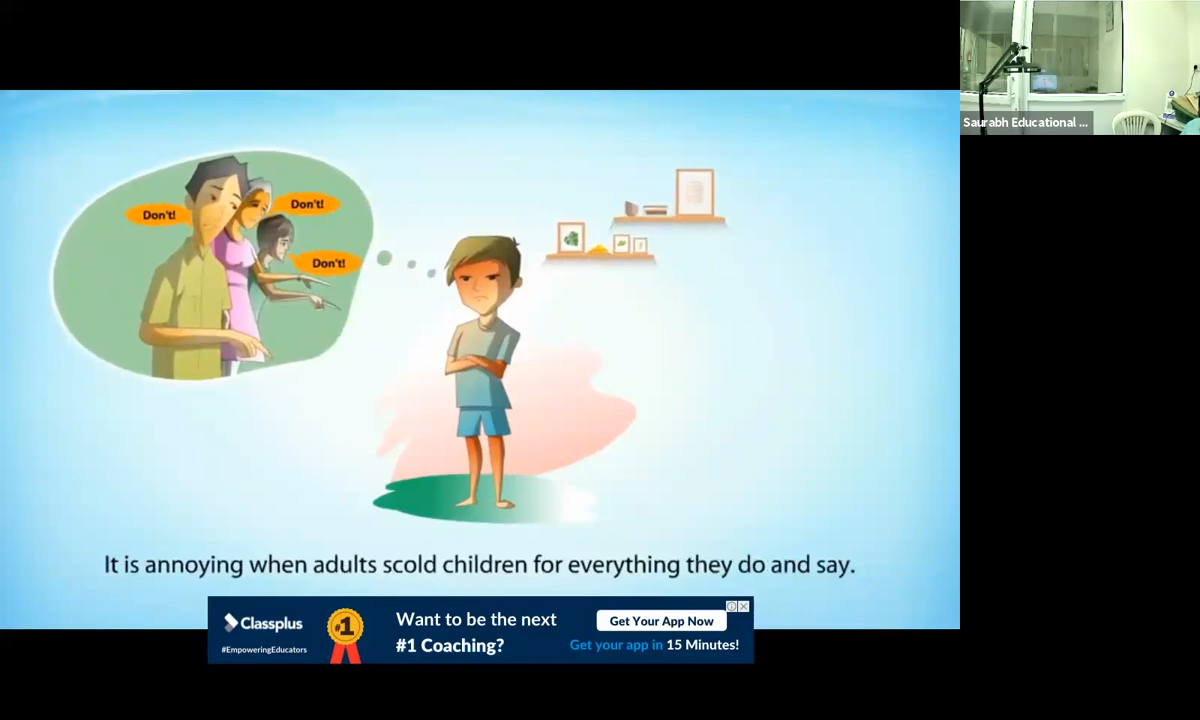 Saurabh Educational ...
Don't!
Don't!
Don't!
It is annoying when adults scold children for everything they do and say.
Classplus
#EmpoweringEducators
#1
Want to be the next
#1 Coaching?
Get Your App Now
Get your app in 15 Minutes!